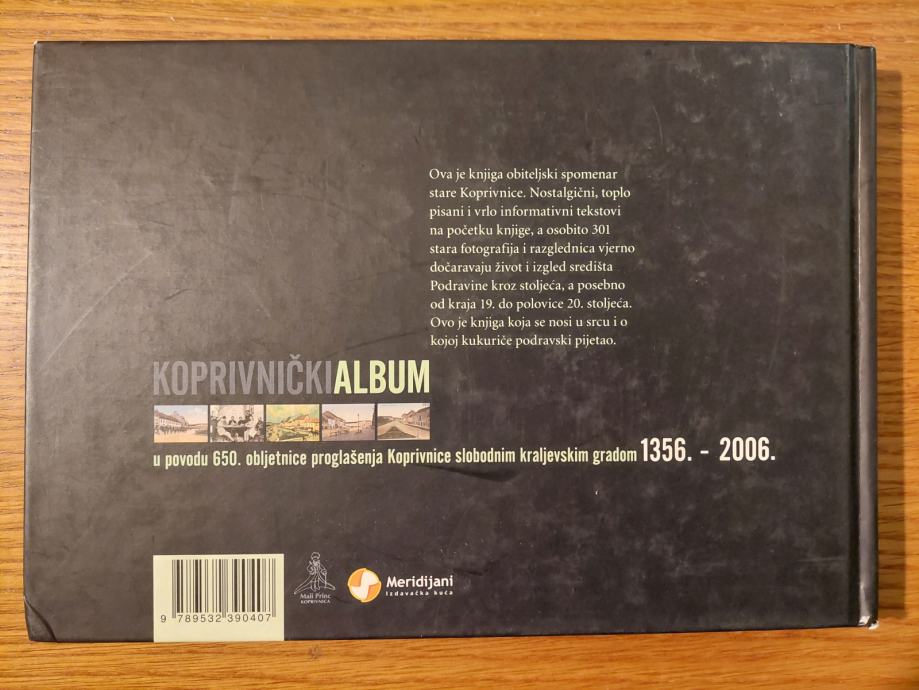 Ova je knjiga obiteljski spomenar
stare Koprivnice. Nostalgični, toplo
pisani i vrlo informativni tekstovi
na početku knjige, a osobito 301
stara fotografija i razglednica vjerno
dočaravaju život i izgled središta
Podravine kroz stoljeća, a posebno
od kraja 19. do polovice 20. stoljeća.
Ovo je knjiga koja se nosi u srcu i o
kojoj kukuriče podravski pijetao.
KOPRIVNIČKIALBUM
u povodu 650. obljetnice proglašenja Koprivnice slobodnim kraljevskim gradom 1356. - 2006.
9 789532 390407
Mali Princ
KOPRIVNICA
Meridijani
Izdavačka kuća